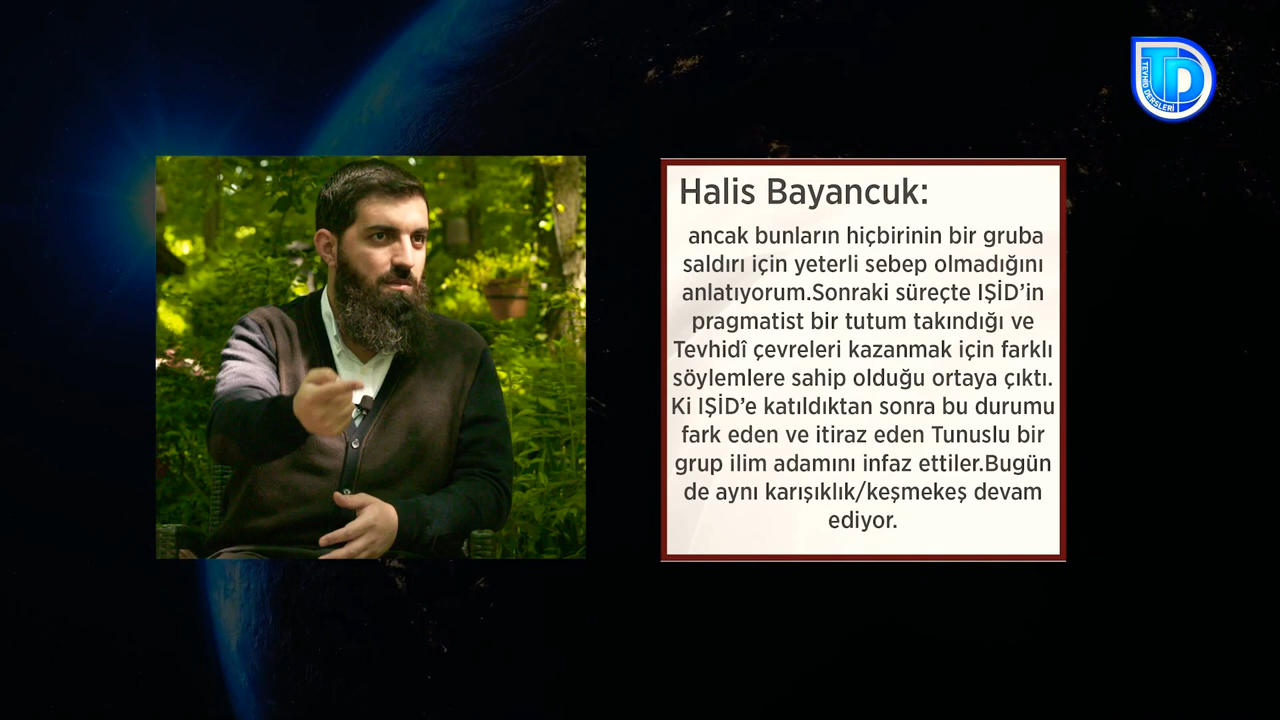 TD
TEVHİD DERSLERİ
Halis Bayancuk:
ancak bunların hiçbirinin bir gruba
saldırı için yeterli sebep olmadığını
anlatıyorum.Sonraki süreçte IŞİD’in
pragmatist bir tutum takındığı ve
Tevhidî çevreleri kazanmak için farklı
söylemlere sahip olduğu ortaya çıktı.
Ki IŞİD’e katıldıktan sonra bu durumu
fark eden ve itiraz eden Tunuslu bir
grup ilim adamını infaz ettiler.Bugün
de aynı karışıklık/keşmekeş devam
ediyor.